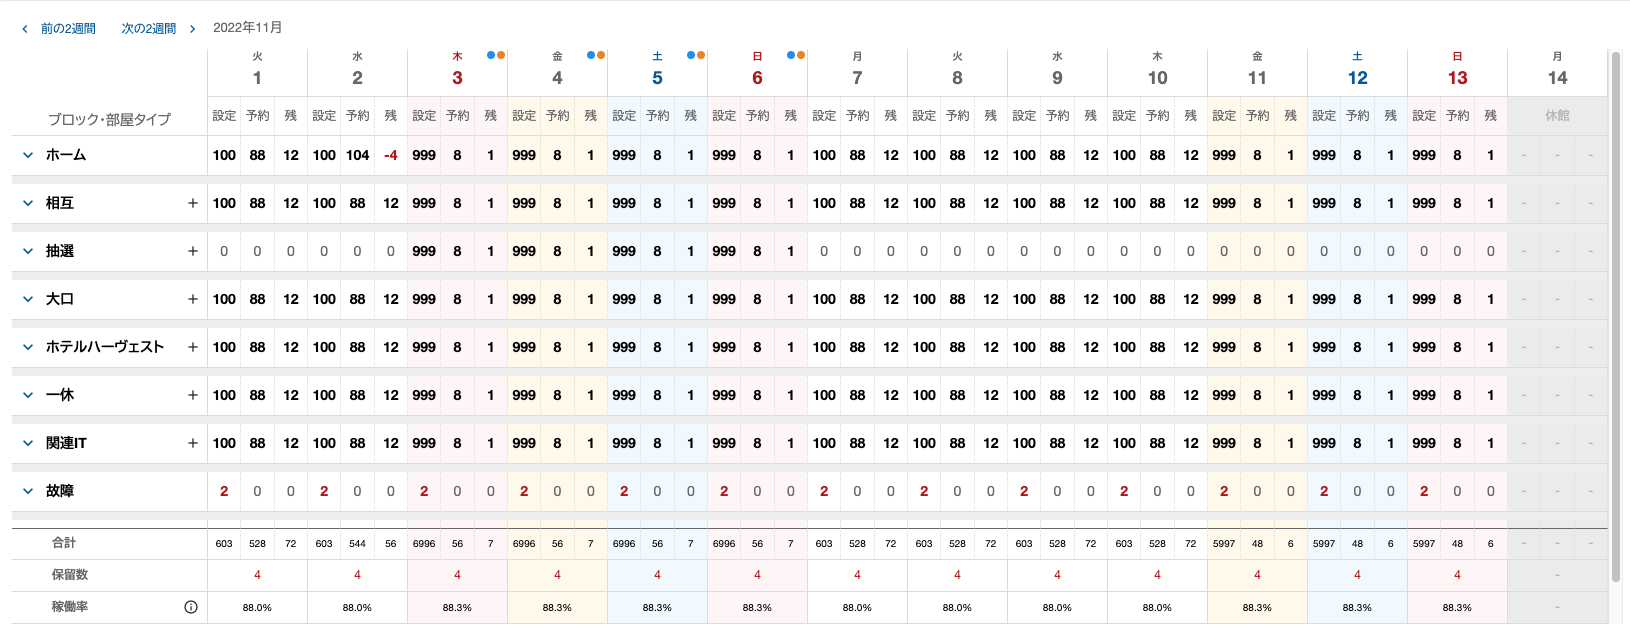 前の2週間 次の2週間 2022年11月
火 水 木 金 土 日 月 火 水 木 金 土 日 月
1 2 3 4 5 6 7 8 9 10 11 12 13 14
ブロック・部屋タイプ 設定 予約 残 設定 予約 残 設定 予約 残 設定 予約 残 設定 予約 残 設定 予約 残 設定 予約 残 設定 予約 残 設定 予約 残 設定 予約 残 設定 予約 残 設定 予約 残 設定 予約 残 休館
ホーム 100 88 12 100 104 -4 999 8 1 999 8 1 999 8 1 999 8 1 100 88 12 100 88 12 100 88 12 100 88 12 999 8 1 999 8 1 999 8 1 - - -
相互 + 100 88 12 100 88 12 999 8 1 999 8 1 999 8 1 999 8 1 100 88 12 100 88 12 100 88 12 100 88 12 999 8 1 999 8 1 999 8 1 - - -
抽選 + 0 0 0 0 0 0 999 8 1 999 8 1 999 8 1 999 8 1 0 0 0 0 0 0 0 0 0 0 0 0 0 0 0 0 0 0 0 0 0 - - -
大口 + 100 88 12 100 88 12 999 8 1 999 8 1 999 8 1 999 8 1 100 88 12 100 88 12 100 88 12 100 88 12 999 8 1 999 8 1 999 8 1 - - -
ホテルハーヴェスト + 100 88 12 100 88 12 999 8 1 999 8 1 999 8 1 999 8 1 100 88 12 100 88 12 100 88 12 100 88 12 999 8 1 999 8 1 999 8 1 - - -
一休 + 100 88 12 100 88 12 999 8 1 999 8 1 999 8 1 999 8 1 100 88 12 100 88 12 100 88 12 100 88 12 999 8 1 999 8 1 999 8 1 - - -
関連IT + 100 88 12 100 88 12 999 8 1 999 8 1 999 8 1 999 8 1 100 88 12 100 88 12 100 88 12 100 88 12 999 8 1 999 8 1 999 8 1 - - -
故障 2 0 0 2 0 0 2 0 0 2 0 0 2 0 0 2 0 0 2 0 0 2 0 0 2 0 0 2 0 0 2 0 0 2 0 0 2 0 0 - - -
合計 603 528 72 603 544 56 6996 56 7 6996 56 7 6996 56 7 6996 56 7 603 528 72 603 528 72 603 528 72 603 528 72 5997 48 6 5997 48 6 5997 48 6 - - -
保留数 4 4 4 4 4 4 4 4 4 4 4 4 4 -
稼働率 88.0% 88.0% 88.3% 88.3% 88.3% 88.3% 88.0% 88.0% 88.0% 88.0% 88.3% 88.3% 88.3% -